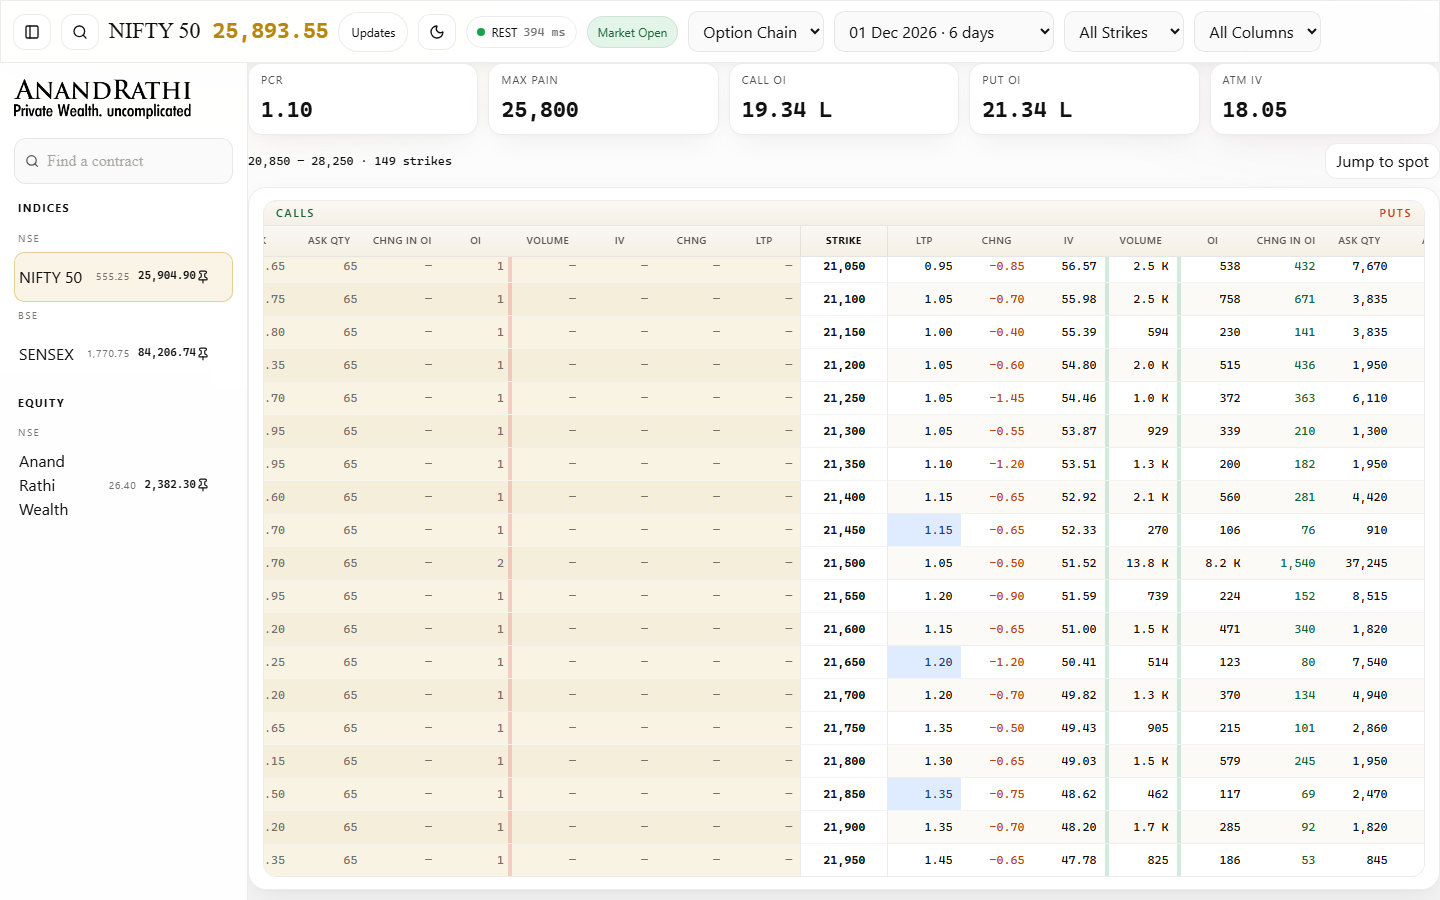 NIFTY 50 25,893.55 Updates REST 394 ms Market Open Option Chain 01 Dec 2026 · 6 days All Strikes All Columns
ANANDRATHI
Private Wealth. uncomplicated
Find a contract
INDICES
NSE
NIFTY 50 555.25 25,904.90
BSE
SENSEX 1,770.75 84,206.74
EQUITY
NSE
Anand
Rathi 26.40 2,382.30
Wealth
PCR MAX PAIN CALL OI PUT OI ATM IV
1.10 25,800 19.34 L 21.34 L 18.05
20,850 – 28,250 · 149 strikes Jump to spot
CALLS PUTS
ASK QTY CHNG IN OI OI VOLUME IV CHNG LTP STRIKE LTP CHNG IV VOLUME OI CHNG IN OI ASK QTY
.65 65 — 1 — — — — 21,050 0.95 −0.85 56.57 2.5 K 538 432 7,670
.75 65 — 1 — — — — 21,100 1.05 −0.70 55.98 2.5 K 758 671 3,835
.80 65 — 1 — — — — 21,150 1.00 −0.40 55.39 594 230 141 3,835
.35 65 — 1 — — — — 21,200 1.05 −0.60 54.80 2.0 K 515 436 1,950
.70 65 — 1 — — — — 21,250 1.05 −1.45 54.46 1.0 K 372 363 6,110
.95 65 — 1 — — — — 21,300 1.05 −0.55 53.87 929 339 210 1,300
.95 65 — 1 — — — — 21,350 1.10 −1.20 53.51 1.3 K 200 182 1,950
.60 65 — 1 — — — — 21,400 1.15 −0.65 52.92 2.1 K 560 281 4,420
.70 65 — 1 — — — — 21,450 1.15 −0.65 52.33 270 106 76 910
.70 65 — 2 — — — — 21,500 1.05 −0.50 51.52 13.8 K 8.2 K 1,540 37,245
.95 65 — 1 — — — — 21,550 1.20 −0.90 51.59 739 224 152 8,515
.20 65 — 1 — — — — 21,600 1.15 −0.65 51.00 1.5 K 471 340 1,820
.25 65 — 1 — — — — 21,650 1.20 −1.20 50.41 514 123 80 7,540
.20 65 — 1 — — — — 21,700 1.20 −0.70 49.82 1.3 K 370 134 4,940
.65 65 — 1 — — — — 21,750 1.35 −0.50 49.43 905 215 101 2,860
.15 65 — 1 — — — — 21,800 1.30 −0.65 49.03 1.5 K 579 245 1,950
.50 65 — 1 — — — — 21,850 1.35 −0.75 48.62 462 117 69 2,470
.20 65 — 1 — — — — 21,900 1.35 −0.70 48.20 1.7 K 285 92 1,820
.35 65 — 1 — — — — 21,950 1.45 −0.65 47.78 825 186 53 845